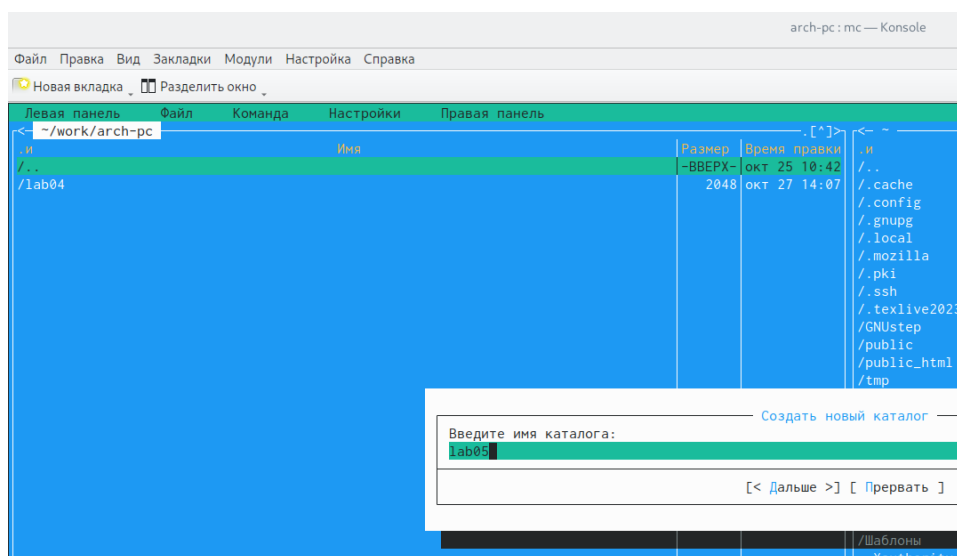 arch-pc : mc — Konsole
Файл Правка Вид Закладки Модули Настройка Справка
Новая вкладка Разделить окно
Левая панель Файл Команда Настройки Правая панель
<— ~/work/arch-pc .[^]> <— ~
.и Имя Размер Время правки .и
/.. -ВВЕРХ- окт 25 10:42 /..
/lab04 2048 окт 27 14:07 /.cache
/.config
/.gnupg
/.local
/.mozilla
/.pki
/.ssh
/.texlive2023
/GNUstep
/public
/public_html
/tmp
Создать новый каталог
Введите имя каталога:
lab05
[< Дальше >] [ Прервать ]
/Шаблоны